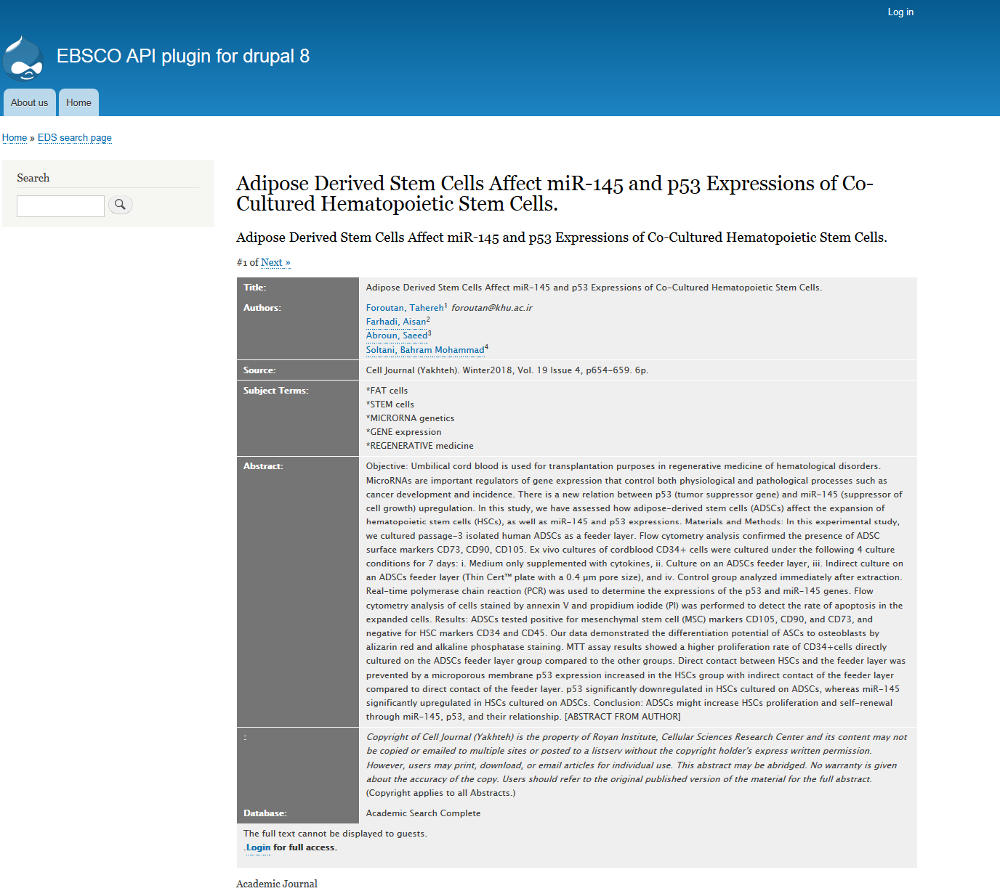 Log in
EBSCO API plugin for drupal 8
About us
Home
Home » EDS search page
Search
Adipose Derived Stem Cells Affect miR-145 and p53 Expressions of Co-
Cultured Hematopoietic Stem Cells.
Adipose Derived Stem Cells Affect miR-145 and p53 Expressions of Co-Cultured Hematopoietic Stem Cells.
#1 of Next »
Title: Adipose Derived Stem Cells Affect miR-145 and p53 Expressions of Co-Cultured Hematopoietic Stem Cells.
Authors: Foroutan, Tahereh¹ foroutan@khu.ac.ir
Farhadi, Aisan²
Abroun, Saeed³
Soltani, Bahram Mohammad⁴
Source: Cell Journal (Yakhteh). Winter2018, Vol. 19 Issue 4, p654-659. 6p.
Subject Terms: *FAT cells
*STEM cells
*MICRORNA genetics
*GENE expression
*REGENERATIVE medicine
Abstract: Objective: Umbilical cord blood is used for transplantation purposes in regenerative medicine of hematological disorders.
MicroRNAs are important regulators of gene expression that control both physiological and pathological processes such as
cancer development and incidence. There is a new relation between p53 (tumor suppressor gene) and miR-145 (suppressor of
cell growth) upregulation. In this study, we have assessed how adipose-derived stem cells (ADSCs) affect the expansion of
hematopoietic stem cells (HSCs), as well as miR-145 and p53 expressions. Materials and Methods: In this experimental study,
we cultured passage-3 isolated human ADSCs as a feeder layer. Flow cytometry analysis confirmed the presence of ADSC
surface markers CD73, CD90, CD105. Ex vivo cultures of cordblood CD34+ cells were cultured under the following 4 culture
conditions for 7 days: i. Medium only supplemented with cytokines, ii. Culture on an ADSCs feeder layer, iii. Indirect culture on
an ADSCs feeder layer (Thin Cert™ plate with a 0.4 µm pore size), and iv. Control group analyzed immediately after extraction.
Real-time polymerase chain reaction (PCR) was used to determine the expressions of the p53 and miR-145 genes. Flow
cytometry analysis of cells stained by annexin V and propidium iodide (PI) was performed to detect the rate of apoptosis in the
expanded cells. Results: ADSCs tested positive for mesenchymal stem cell (MSC) markers CD105, CD90, and CD73, and
negative for HSC markers CD34 and CD45. Our data demonstrated the differentiation potential of ASCs to osteoblasts by
alizarin red and alkaline phosphatase staining. MTT assay results showed a higher proliferation rate of CD34+cells directly
cultured on the ADSCs feeder layer group compared to the other groups. Direct contact between HSCs and the feeder layer was
prevented by a microporous membrane p53 expression increased in the HSCs group with indirect contact of the feeder layer
compared to direct contact of the feeder layer. p53 significantly downregulated in HSCs cultured on ADSCs, whereas miR-145
significantly upregulated in HSCs cultured on ADSCs. Conclusion: ADSCs might increase HSCs proliferation and self-renewal
through miR-145, p53, and their relationship. [ABSTRACT FROM AUTHOR]
: Copyright of Cell Journal (Yakhteh) is the property of Royan Institute, Cellular Sciences Research Center and its content may not
be copied or emailed to multiple sites or posted to a listserv without the copyright holder's express written permission.
However, users may print, download, or email articles for individual use. This abstract may be abridged. No warranty is given
about the accuracy of the copy. Users should refer to the original published version of the material for the full abstract.
(Copyright applies to all Abstracts.)
Database: Academic Search Complete
The full text cannot be displayed to guests.
.Login for full access.
Academic Journal